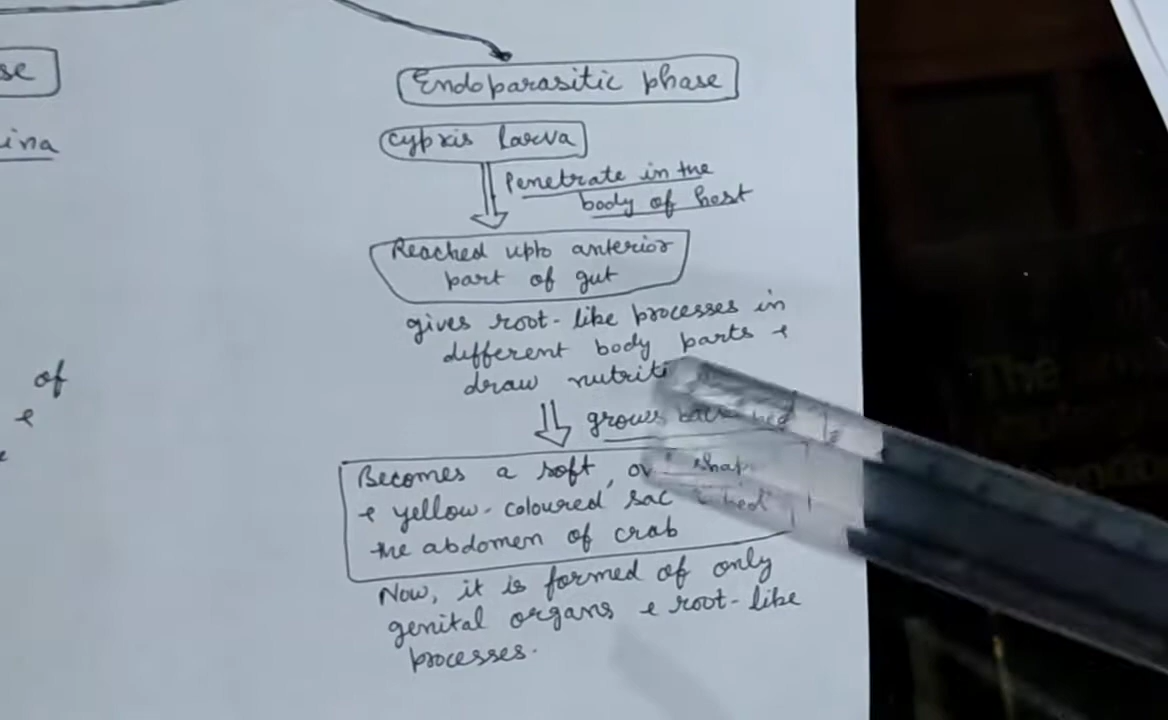 se
ina
of
e
Endoparasitic phase
Cypris larva
Penetrate in the
body of host
Reached upto anterior
part of gut
gives root-like processes in
different body parts e
draw
grows
Becomes a soft,
e yellow-coloured sac
the abdomen of crab
Now, it is formed of only
genital organs e root-like
processes.
The